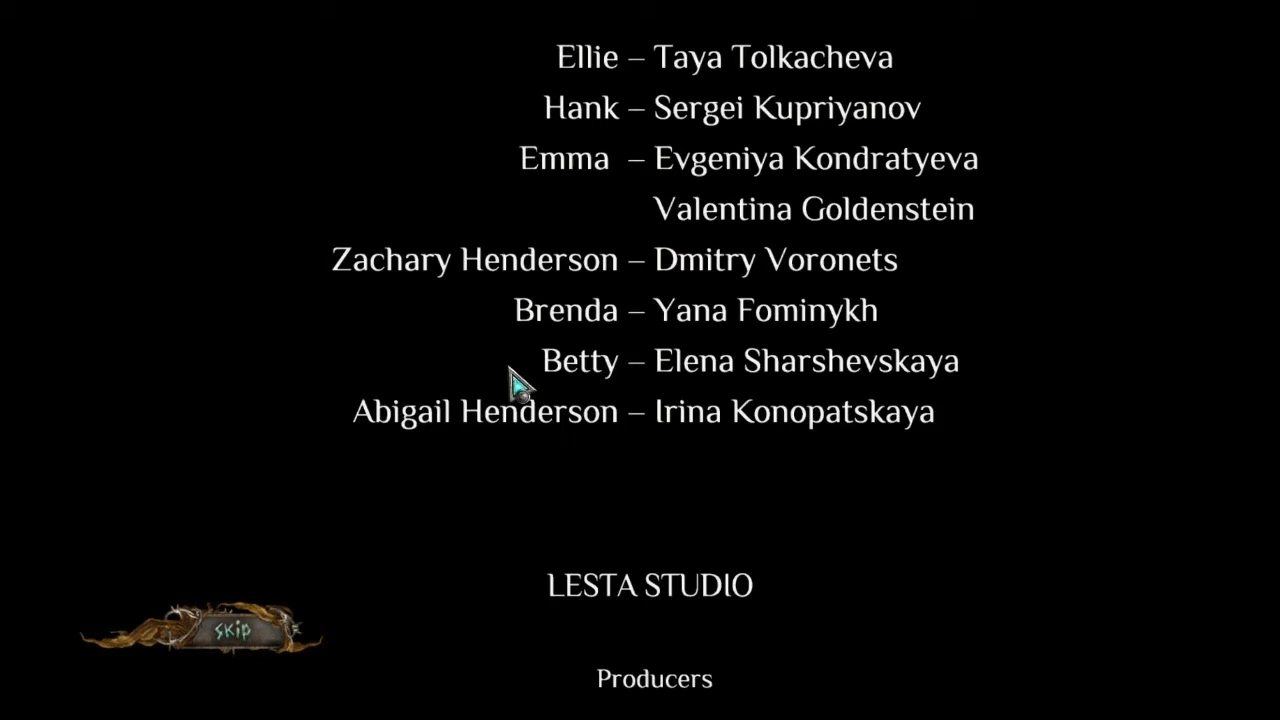 Ellie – Taya Tolkacheva
Hank – Sergei Kupriyanov
Emma – Evgeniya Kondratyeva
Valentina Goldenstein
Zachary Henderson – Dmitry Voronets
Brenda – Yana Fominykh
Betty – Elena Sharshevskaya
Abigail Henderson – Irina Konopatskaya
LESTA STUDIO
SKIP
Producers